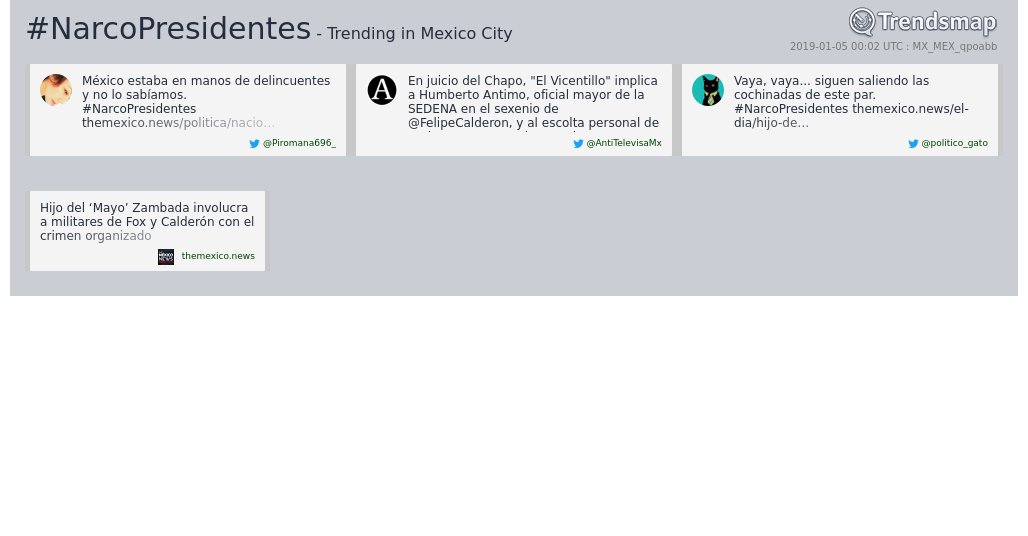 #NarcoPresidentes - Trending in Mexico City
Trendsmap
2019-01-05 00:02 UTC : MX_MEX_qpoabb
México estaba en manos de delincuentes
y no lo sabíamos.
#NarcoPresidentes
themexico.news/politica/nacio…
@Piromana696_
A
En juicio del Chapo, "El Vicentillo" implica
a Humberto Antimo, oficial mayor de la
SEDENA en el sexenio de
@FelipeCalderon, y al escolta personal de
@AntiTelevisaMx
Vaya, vaya... siguen saliendo las
cochinadas de este par.
#NarcoPresidentes themexico.news/el-
dia/hijo-de…
@politico_gato
Hijo del ‘Mayo’ Zambada involucra
a militares de Fox y Calderón con el
crimen organizado
themexico.news